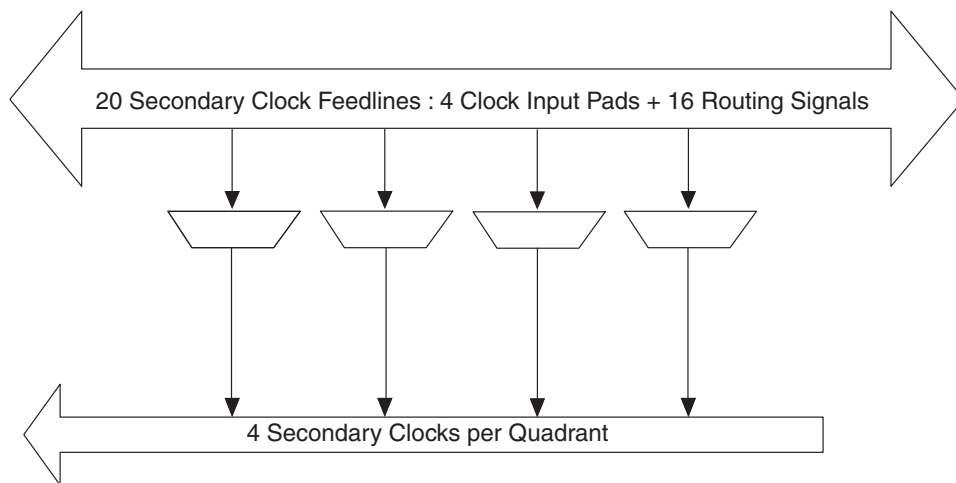 20 Secondary Clock Feedlines : 4 Clock Input Pads + 16 Routing Signals
4 Secondary Clocks per Quadrant